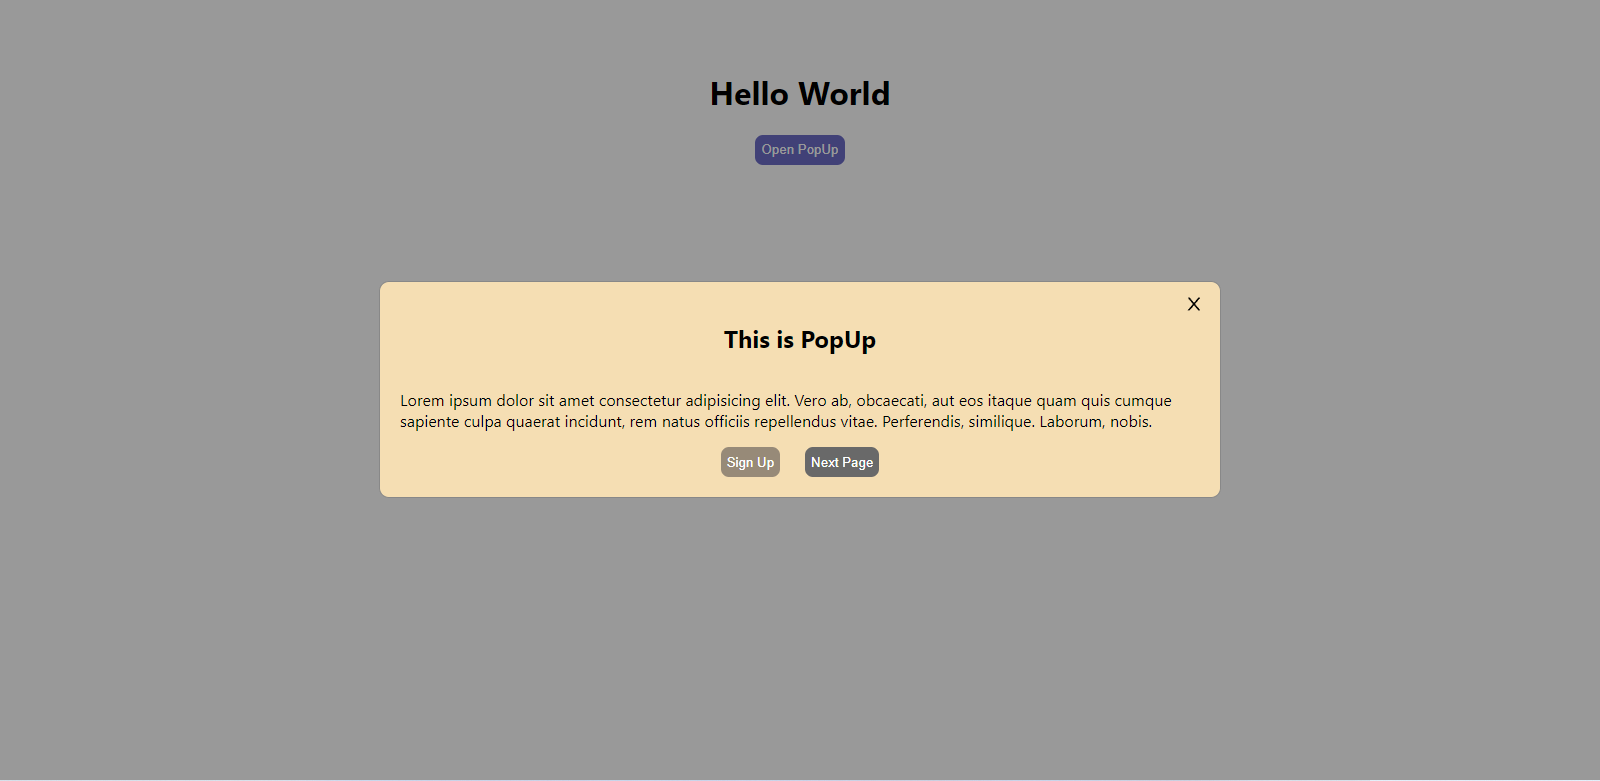 Hello World
Open PopUp
X
This is PopUp
Lorem ipsum dolor sit amet consectetur adipisicing elit. Vero ab, obcaecati, aut eos itaque quam quis cumque
sapiente culpa quaerat incidunt, rem natus officiis repellendus vitae. Perferendis, similique. Laborum, nobis.
Sign Up Next Page